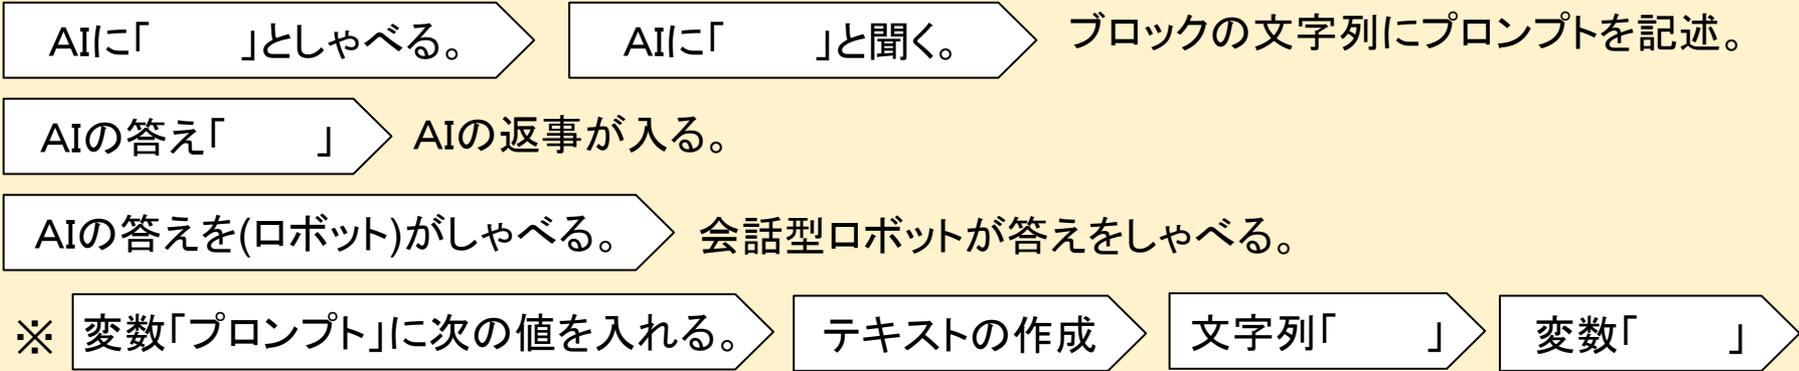 AIに「　　」としゃべる。 AIに「　　」と聞く。 ブロックの文字列にプロンプトを記述。
AIの答え「　　」 AIの返事が入る。
AIの答えを(ロボット)がしゃべる。 会話型ロボットが答えをしゃべる。
※ 変数「プロンプト」に次の値を入れる。 テキストの作成 文字列「　　」 変数「　　」